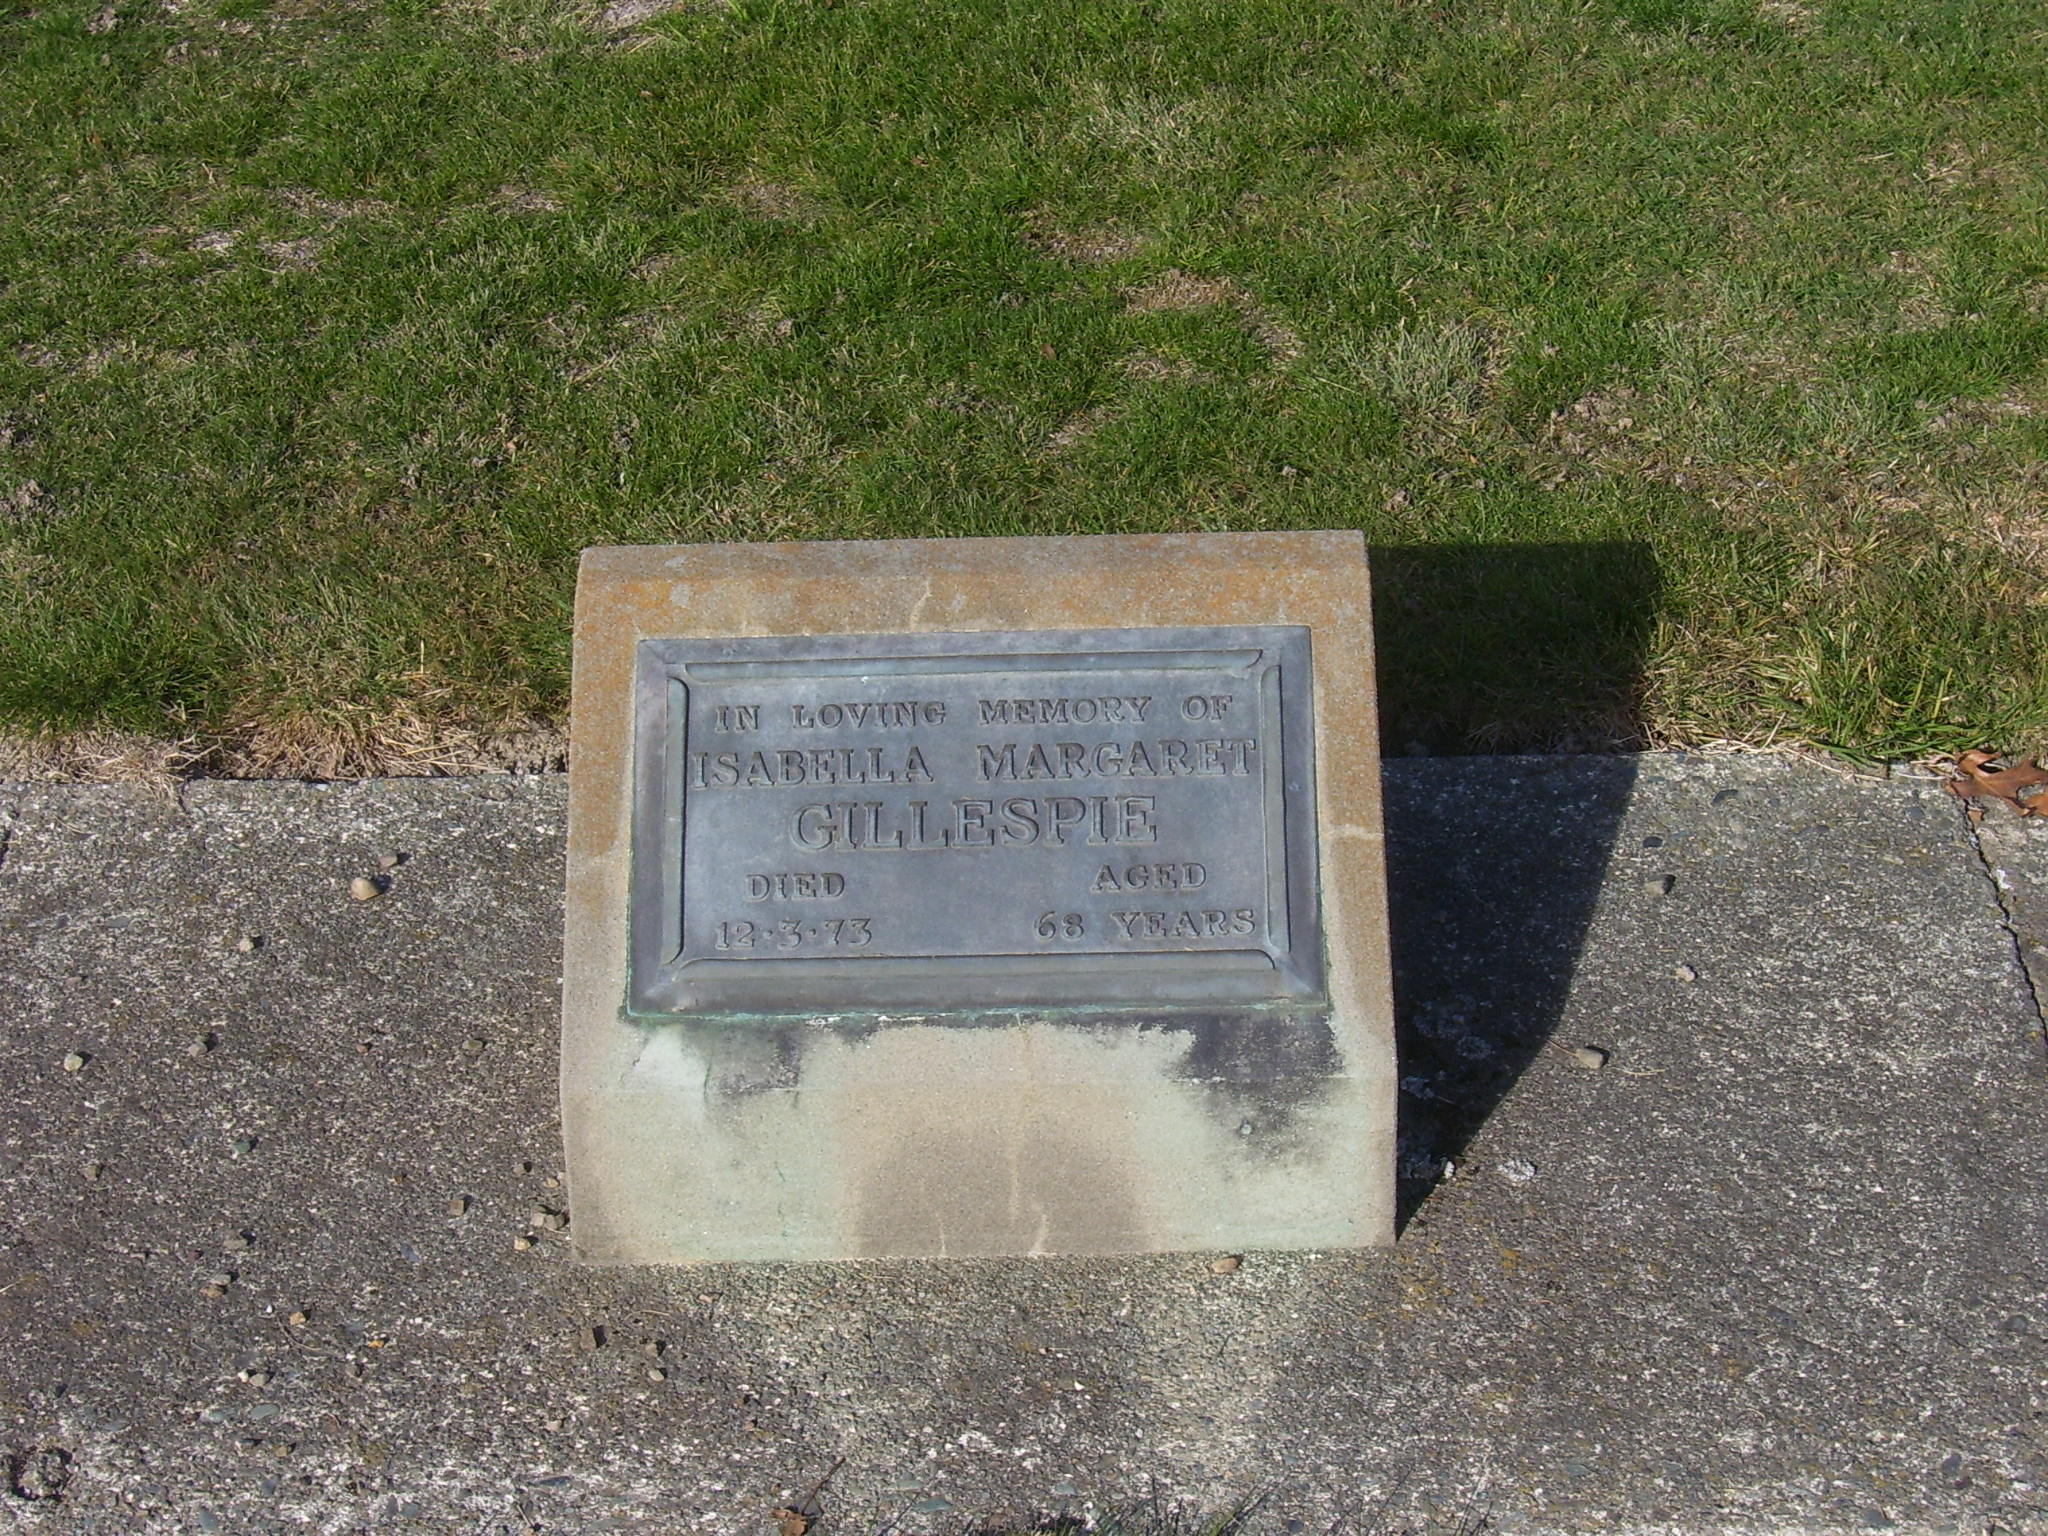 IN LOVING MEMORY OF
ISABELLA MARGARET
GILLESPIE
DIED AGED
12·3·73 68 YEARS